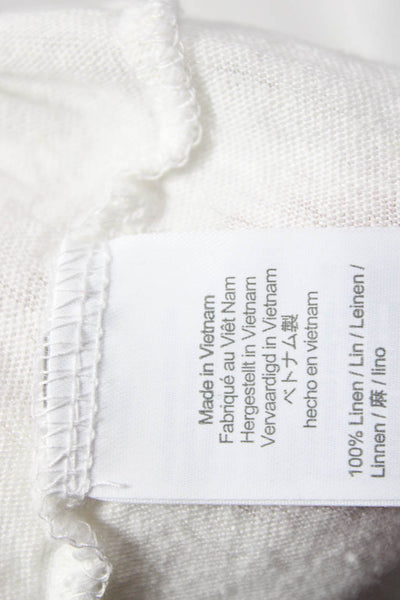 Made in Vietnam
Fabriqué au Viêt Nam
Hergestellt in Vietnam
Vervaardigd in Vietnam
ベトナム製
hecho en vietnam
100% Linen / Lin / Leinen /
Linnen / 麻 / lino